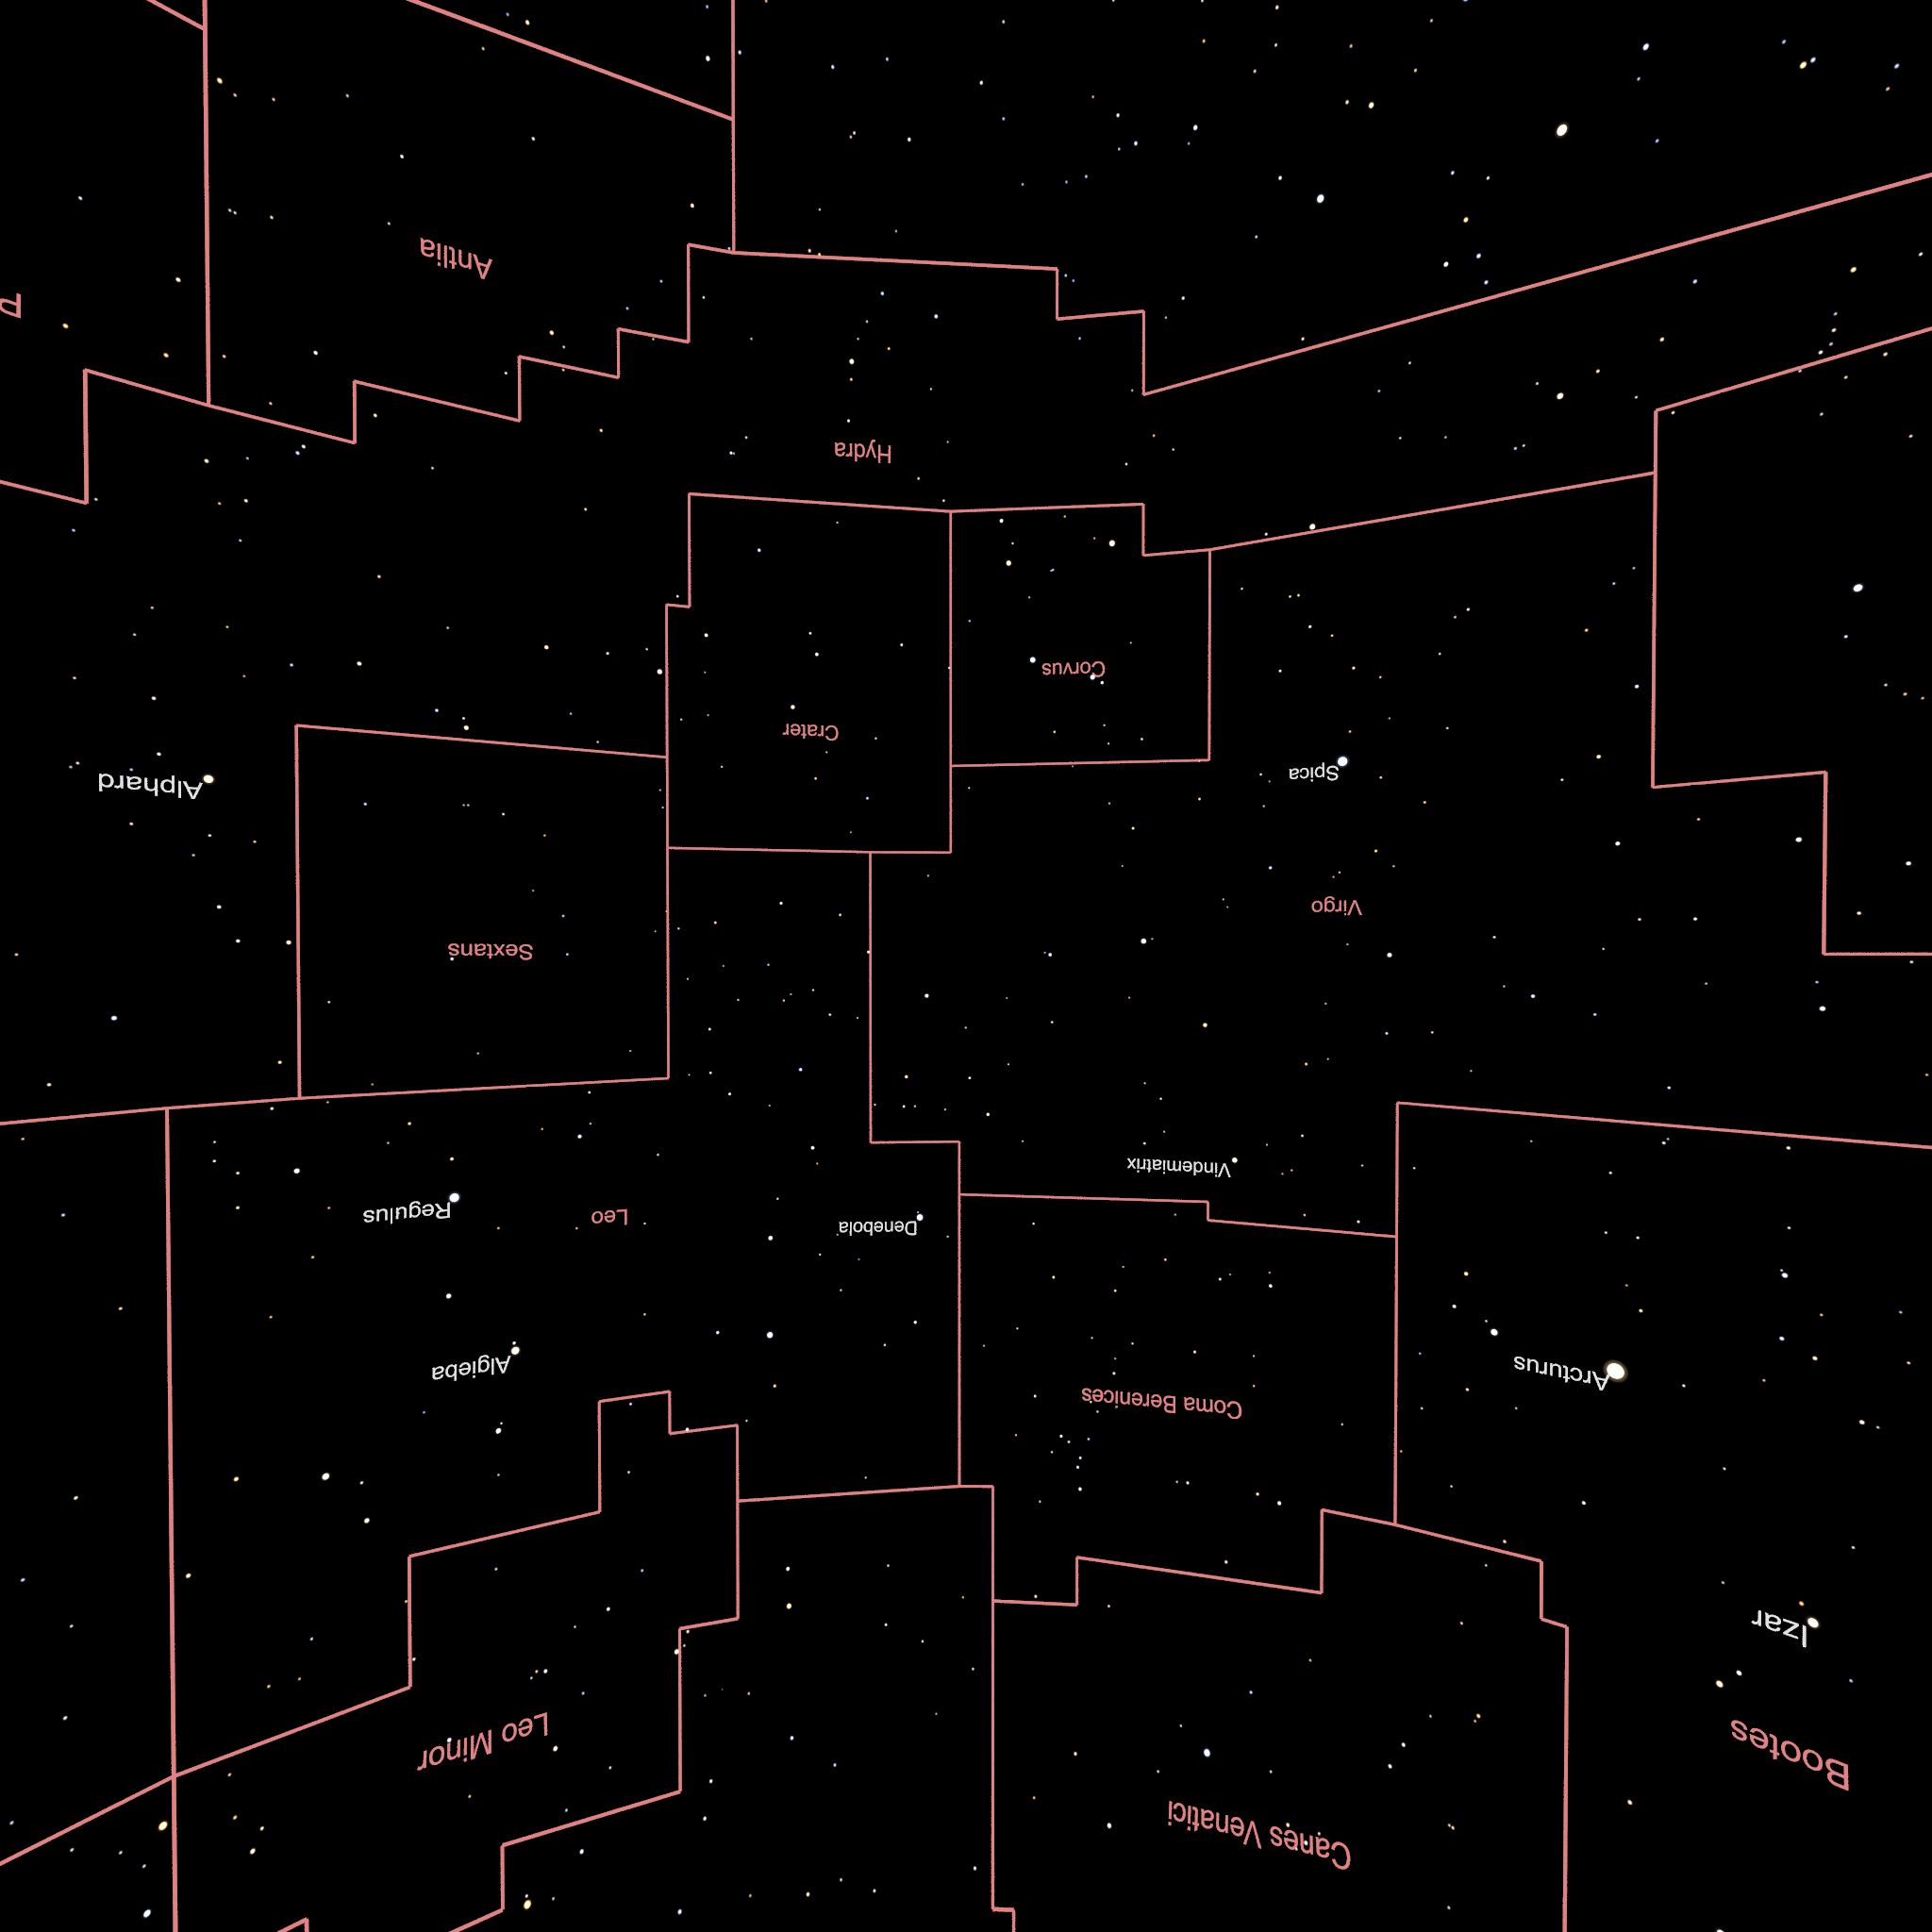 Bootes
Canes Venatici
Leo Minor
Izar
Coma Berenices
Arcturus
Algieba
Denebola
Leo
Regulus
Vindemiatrix
Sextans
Virgo
Alphard
Spica
Crater
Corvus
Hydra
P
Antlia